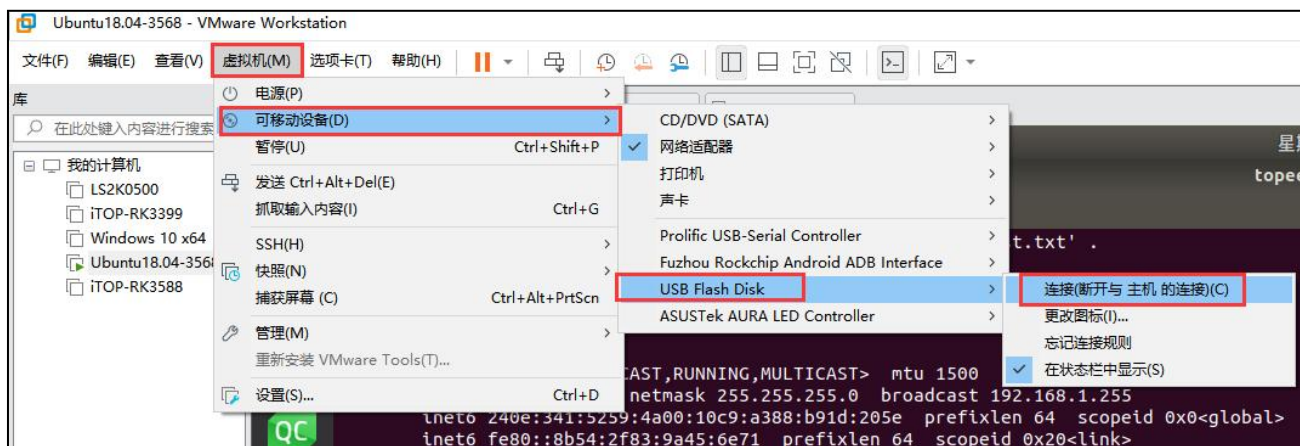 Ubuntu18.04-3568 - VMware Workstation
文件(F) 编辑(E) 查看(V) 虚拟机(M) 选项卡(T) 帮助(H)
库
在此处键入内容进行搜索
我的计算机
LS2K0500
iTOP-RK3399
Windows 10 x64
Ubuntu18.04-356
iTOP-RK3588
电源(P)
可移动设备(D)
暂停(U) Ctrl+Shift+P
发送 Ctrl+Alt+Del(E)
抓取输入内容(I) Ctrl+G
SSH(H)
快照(N)
捕获屏幕 (C) Ctrl+Alt+PrtScn
管理(M)
重新安装 VMware Tools(T)...
设置(S)... Ctrl+D
CD/DVD (SATA)
网络适配器
打印机
声卡
Prolific USB-Serial Controller
Fuzhou Rockchip Android ADB Interface
USB Flash Disk
ASUSTek AURA LED Controller
连接(断开与 主机 的连接)(C)
更改图标(I)...
忘记连接规则
在状态栏中显示(S)
星
topee
t.txt' .
CAST,RUNNING,MULTICAST> mtu 1500
netmask 255.255.255.0 broadcast 192.168.1.255
inet6 240e:341:5259:4a00:10c9:a388:b91d:205e prefixlen 64 scopeid 0x0<global>
inet6 fe80::8b54:2f83:9a45:6e71 prefixlen 64 scopeid 0x20<link>
QC